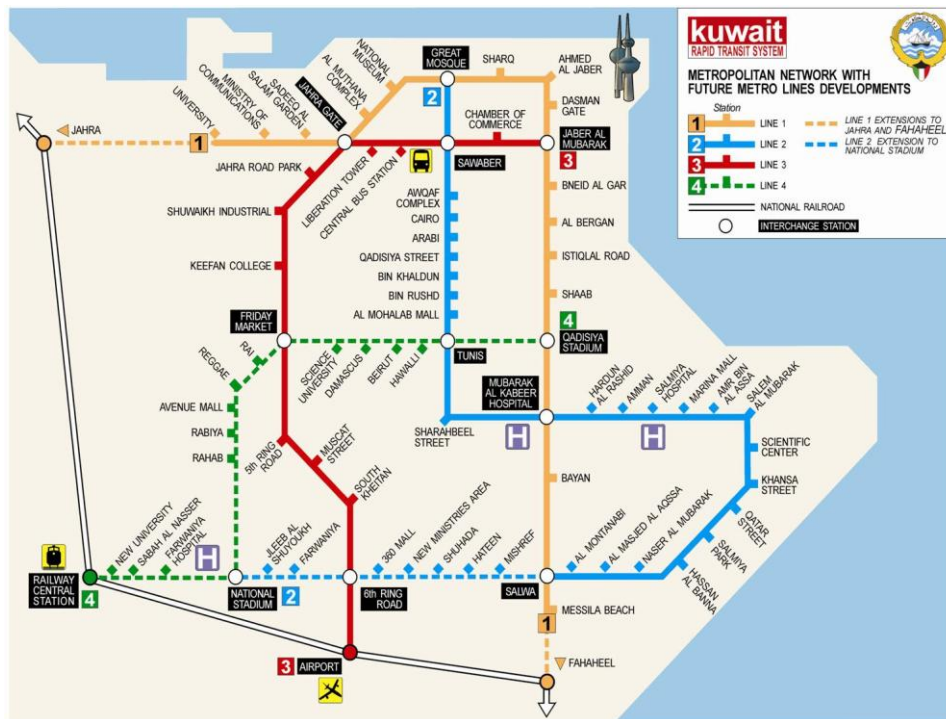 kuwait
RAPID TRANSIT SYSTEM
METROPOLITAN NETWORK WITH
FUTURE METRO LINES DEVELOPMENTS
Station
1 LINE 1
2 LINE 2
3 LINE 3
4 LINE 4
LINE 1 EXTENSIONS TO
JAHRA AND FAHAHEEL
LINE 2 EXTENSION TO
NATIONAL STADIUM
NATIONAL RAILROAD
INTERCHANGE STATION
JAHRA
1
UNIVERSITY
MINISTRY OF
COMMUNICATIONS
SADEEQ AL
SALAM GARDEN
JAHRA GATE
AL MUTHANA
COMPLEX
NATIONAL
MUSEUM
GREAT
MOSQUE
2
SHARQ
AHMED
AL JABER
DASMAN
GATE
CHAMBER OF
COMMERCE
JABER AL
MUBARAK
3
SAWABER
LIBERATION TOWER
CENTRAL BUS STATION
JAHRA ROAD PARK
SHUWAIKH INDUSTRIAL
KEEFAN COLLEGE
FRIDAY
MARKET
AWQAF
COMPLEX
CAIRO
ARABI
QADISIYA STREET
BIN KHALDUN
BIN RUSHD
AL MOHALAB MALL
BNEID AL GAR
AL BERGAN
ISTIQLAL ROAD
SHAAB
4
QADISIYA
STADIUM
TUNIS
RAI
REGGAE
SCIENCE
UNIVERSITY
DAMASCUS
BEIRUT
HAWALLI
AVENUE MALL
RABIYA
RAHAB
5th RING
ROAD
MUSCAT
STREET
SOUTH
KHEITAN
SHARAHBEEL
STREET
MUBARAK
AL KABEER
HOSPITAL
H
HARDUN
AL RASHID
AMMAN
SALMIYA
HOSPITAL
H
MARINA MALL
AMR BIN
AL ASSA
SALEM
AL MUBARAK
SCIENTIFIC
CENTER
KHANSA
STREET
QATAR
STREET
SALMIYA
PARK
HASSAN
AL BANNA
NASER AL MUBARAK
AL MASJED AL AQSSA
AL MONTANABI
BAYAN
NEW UNIVERSITY
SABAH AL NASSER
FARWANIYA
HOSPITAL
H
RAILWAY
CENTRAL
STATION
4
NATIONAL
STADIUM
2
JLEEB AL
SHUYOUKH
FARWANIYA
6th RING
ROAD
360 MALL
NEW MINISTRIES AREA
SHUHADA
HATEEN
MISHREF
SALWA
MESSILA BEACH
1
FAHAHEEL
3
AIRPORT